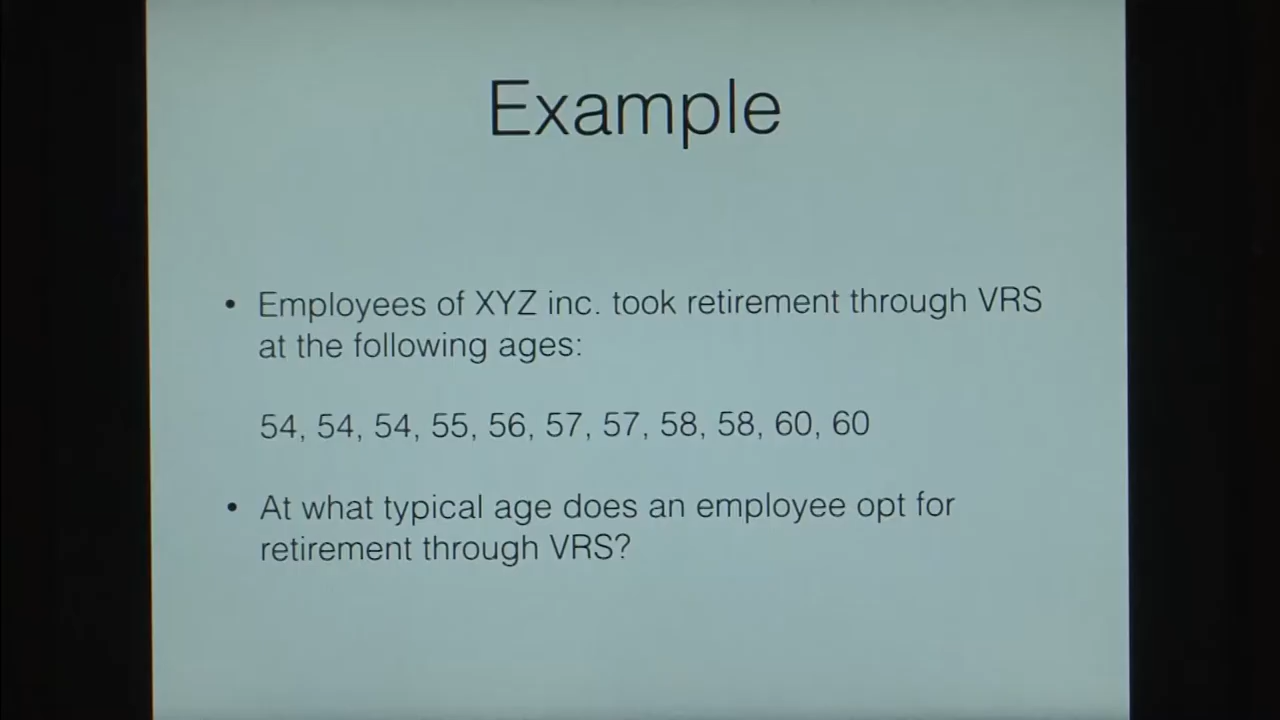 Example
• Employees of XYZ inc. took retirement through VRS
at the following ages:
54, 54, 54, 55, 56, 57, 57, 58, 58, 60, 60
• At what typical age does an employee opt for
retirement through VRS?